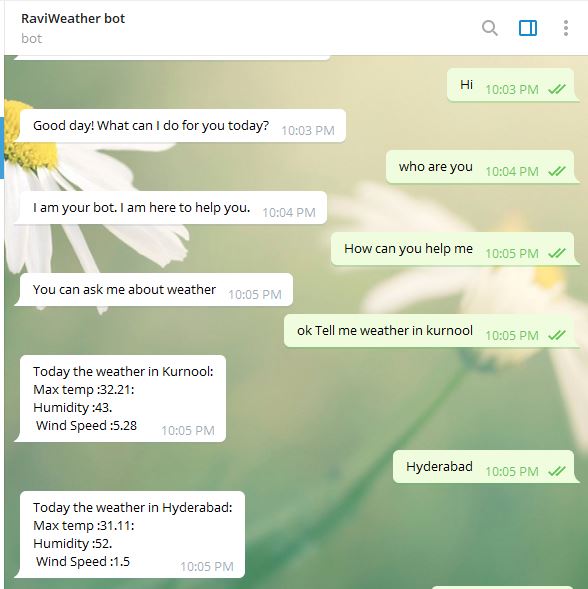 RaviWeather bot
bot
Hi 10:03 PM
Good day! What can I do for you today? 10:03 PM
who are you 10:04 PM
I am your bot. I am here to help you. 10:04 PM
How can you help me 10:05 PM
You can ask me about weather 10:05 PM
ok Tell me weather in kurnool 10:05 PM
Today the weather in Kurnool:
Max temp :32.21:
Humidity :43.
Wind Speed :5.28 10:05 PM
Hyderabad 10:05 PM
Today the weather in Hyderabad:
Max temp :31.11:
Humidity :52.
Wind Speed :1.5 10:05 PM